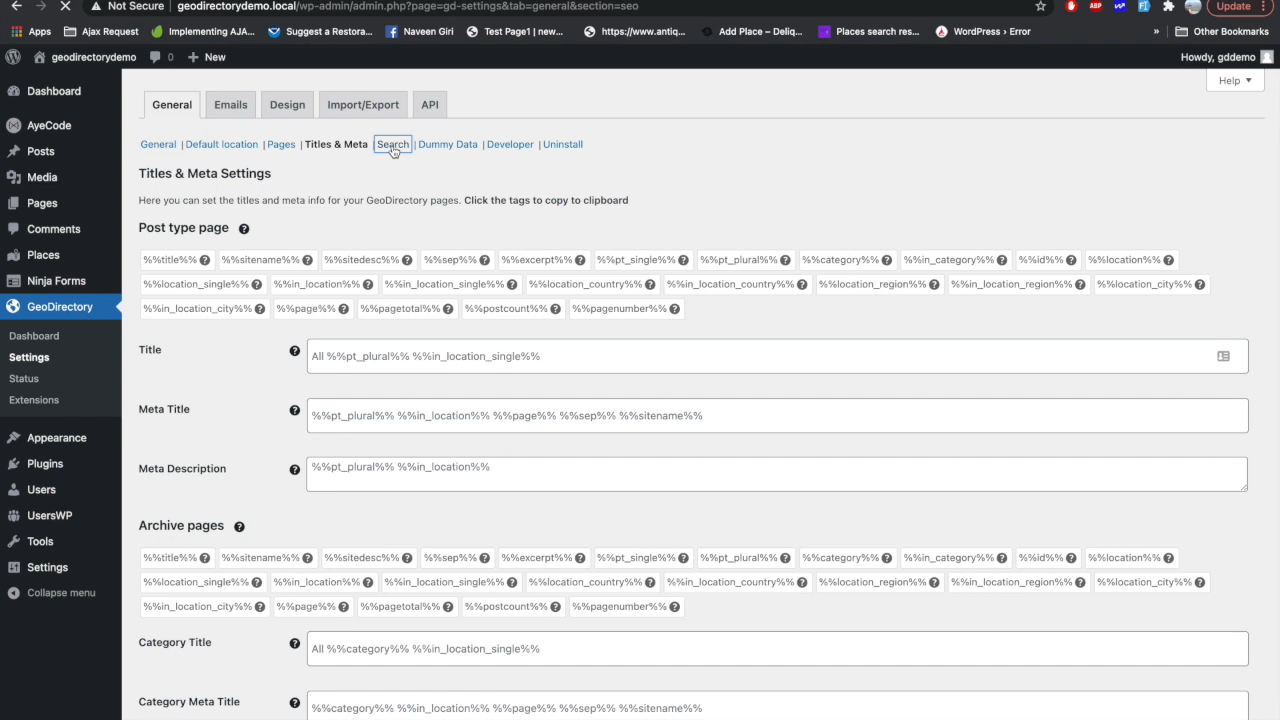 Not Secure geodirectorydemo.local/wp-admin/admin.php?page=gd-settings&tab=general&section=seo ABP Update
Apps Ajax Request Implementing AJA... Suggest a Restora... Naveen Giri Test Page1 | new... https://www.antiq... Add Place – Deliq... Places search res... WordPress › Error » Other Bookmarks
geodirectorydemo 0 + New Howdy, gddemo
Help ▼
Dashboard
AyeCode
Posts
Media
Pages
Comments
Places
Ninja Forms
GeoDirectory
Dashboard
Settings
Status
Extensions
Appearance
Plugins
Users
UsersWP
Tools
Settings
Collapse menu
General Emails Design Import/Export API
General | Default location | Pages | Titles & Meta | Search | Dummy Data | Developer | Uninstall
Titles & Meta Settings
Here you can set the titles and meta info for your GeoDirectory pages. Click the tags to copy to clipboard
Post type page
%%title%% %%sitename%% %%sitedesc%% %%sep%% %%excerpt%% %%pt_single%% %%pt_plural%% %%category%% %%in_category%% %%id%% %%location%%
%%location_single%% %%in_location%% %%in_location_single%% %%location_country%% %%in_location_country%% %%location_region%% %%in_location_region%% %%location_city%%
%%in_location_city%% %%page%% %%pagetotal%% %%postcount%% %%pagenumber%%
Title All %%pt_plural%% %%in_location_single%%
Meta Title %%pt_plural%% %%in_location%% %%page%% %%sep%% %%sitename%%
Meta Description %%pt_plural%% %%in_location%%
Archive pages
%%title%% %%sitename%% %%sitedesc%% %%sep%% %%excerpt%% %%pt_single%% %%pt_plural%% %%category%% %%in_category%% %%id%% %%location%%
%%location_single%% %%in_location%% %%in_location_single%% %%location_country%% %%in_location_country%% %%location_region%% %%in_location_region%% %%location_city%%
%%in_location_city%% %%page%% %%pagetotal%% %%postcount%% %%pagenumber%%
Category Title All %%category%% %%in_location_single%%
Category Meta Title %%category%% %%in_location%% %%page%% %%sep%% %%sitename%%